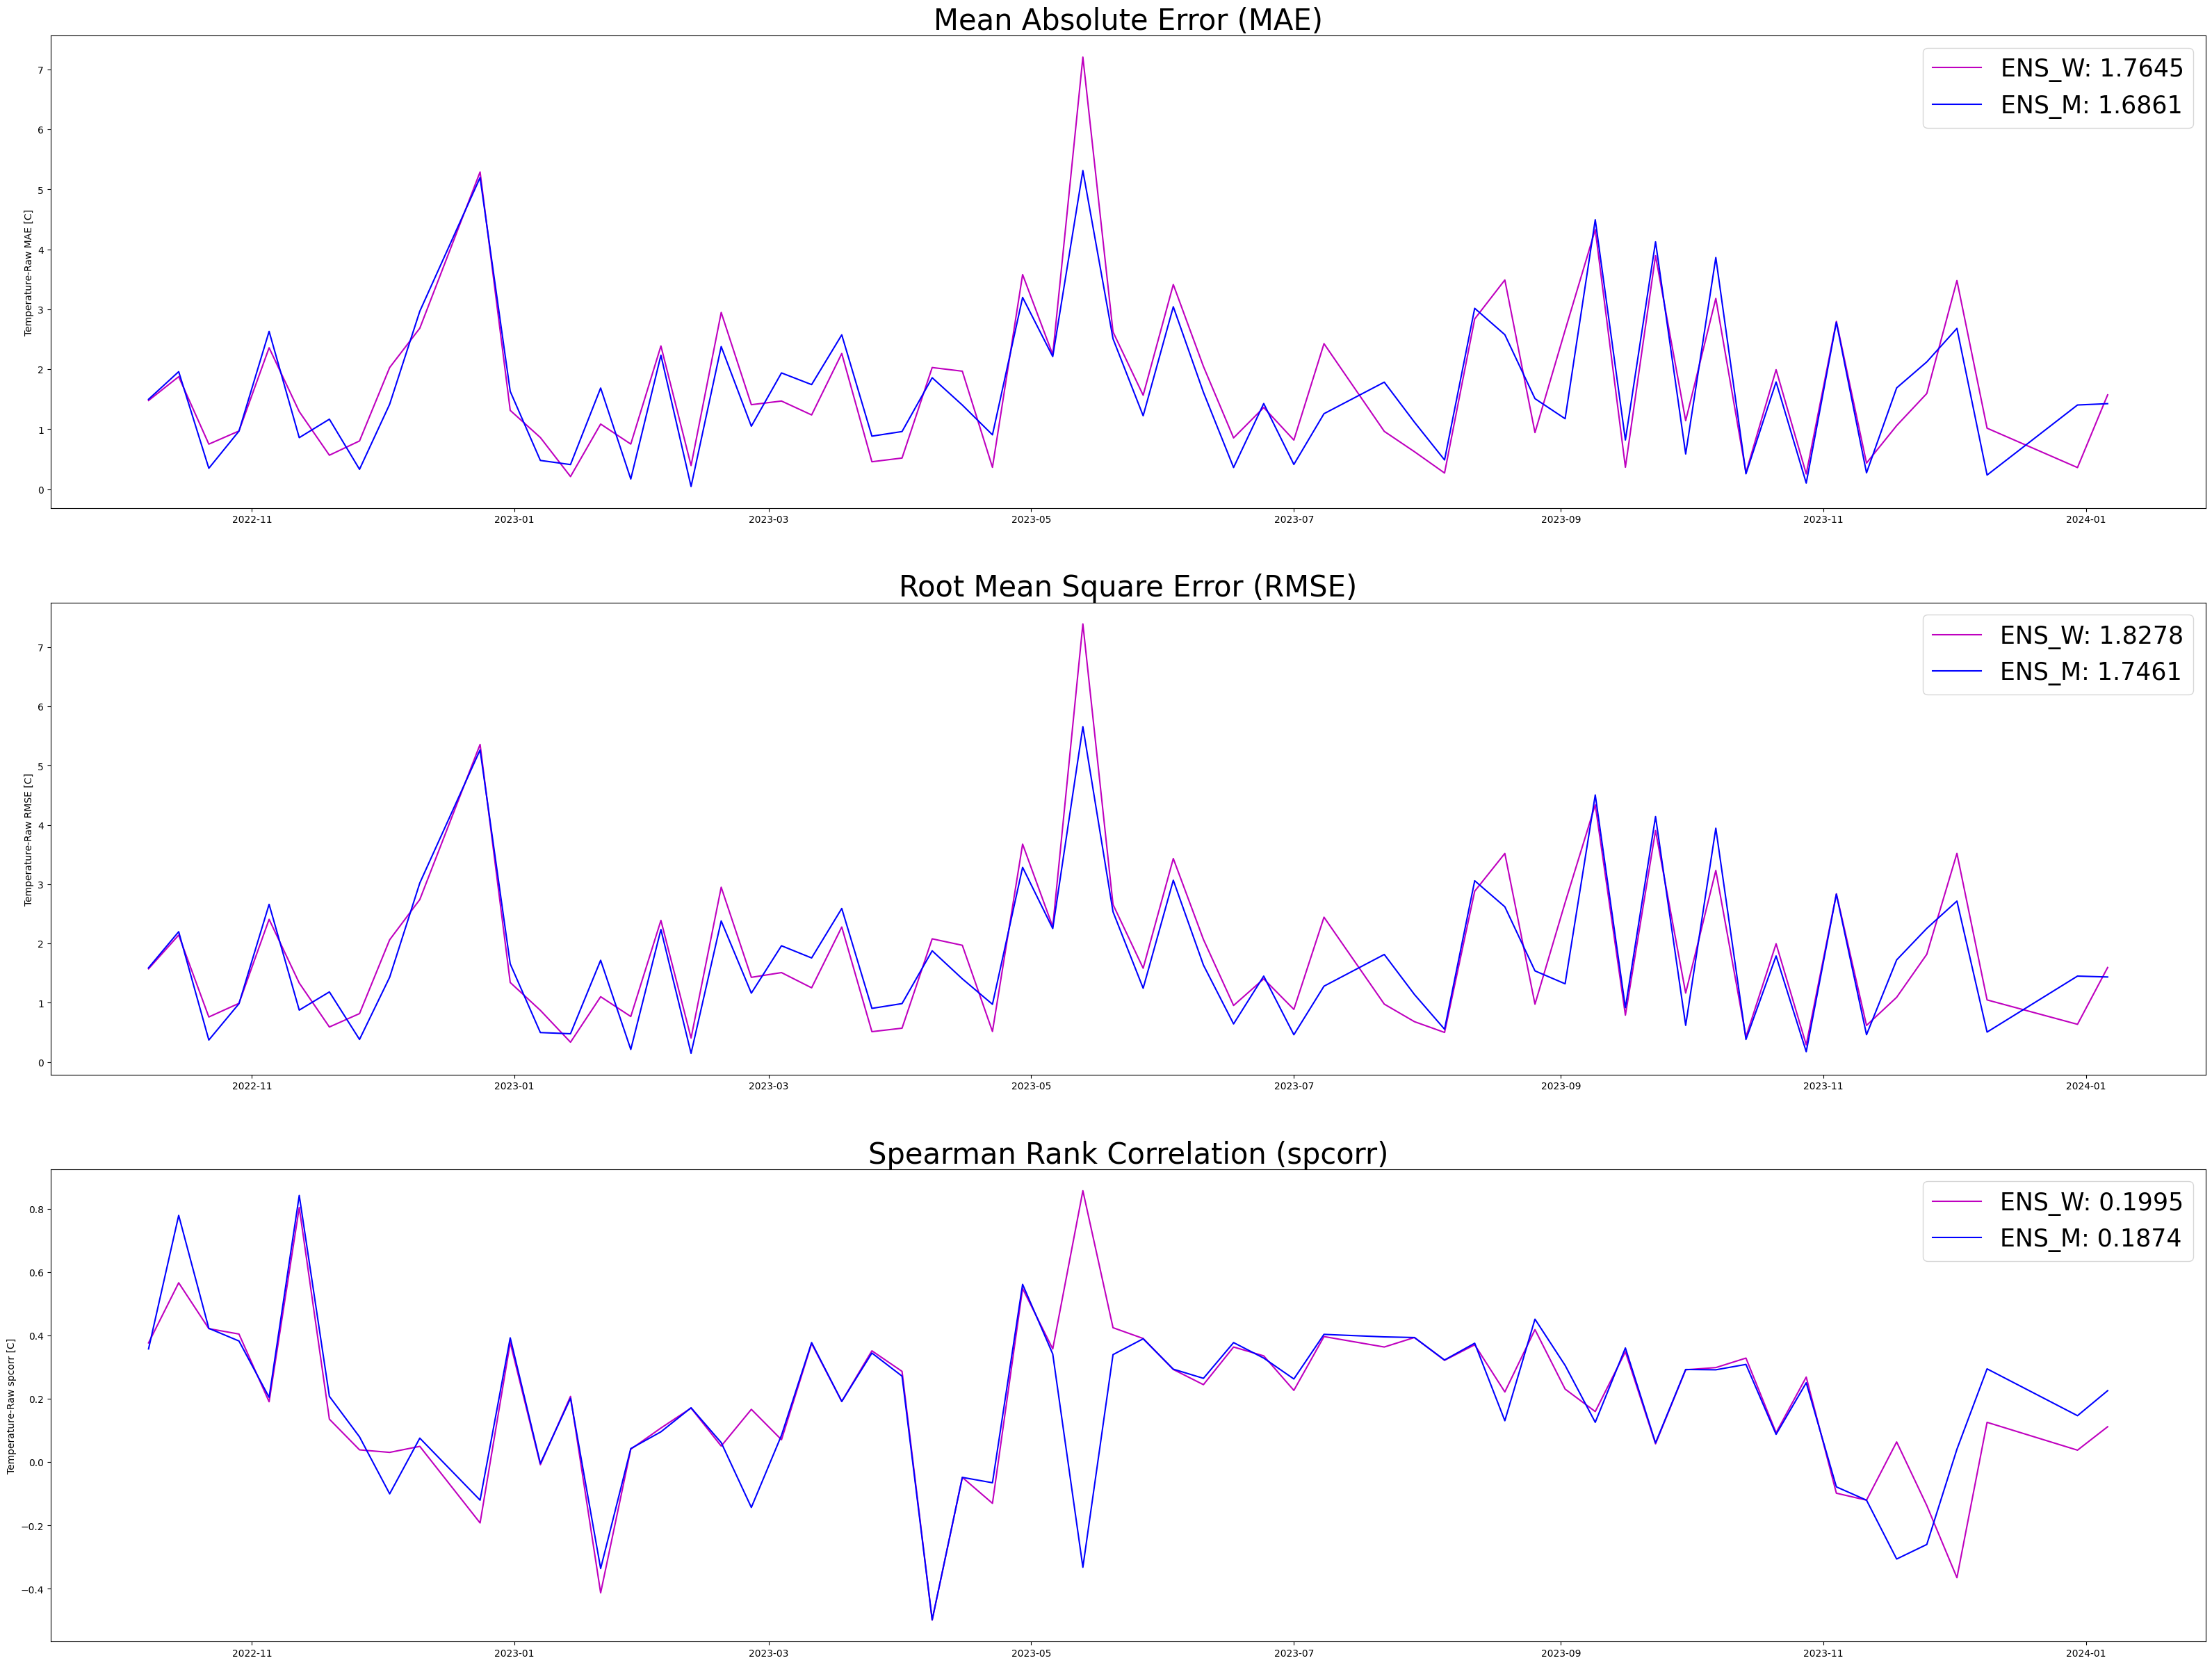 Mean Absolute Error (MAE)
ENS_W: 1.7645
ENS_M: 1.6861
Temperature-Raw MAE [C]
7
6
5
4
3
2
1
0
2022-11 2023-01 2023-03 2023-05 2023-07 2023-09 2023-11 2024-01
Root Mean Square Error (RMSE)
ENS_W: 1.8278
ENS_M: 1.7461
Temperature-Raw RMSE [C]
7
6
5
4
3
2
1
0
2022-11 2023-01 2023-03 2023-05 2023-07 2023-09 2023-11 2024-01
Spearman Rank Correlation (spcorr)
ENS_W: 0.1995
ENS_M: 0.1874
Temperature-Raw spcorr [C]
0.8
0.6
0.4
0.2
0.0
−0.2
−0.4
2022-11 2023-01 2023-03 2023-05 2023-07 2023-09 2023-11 2024-01